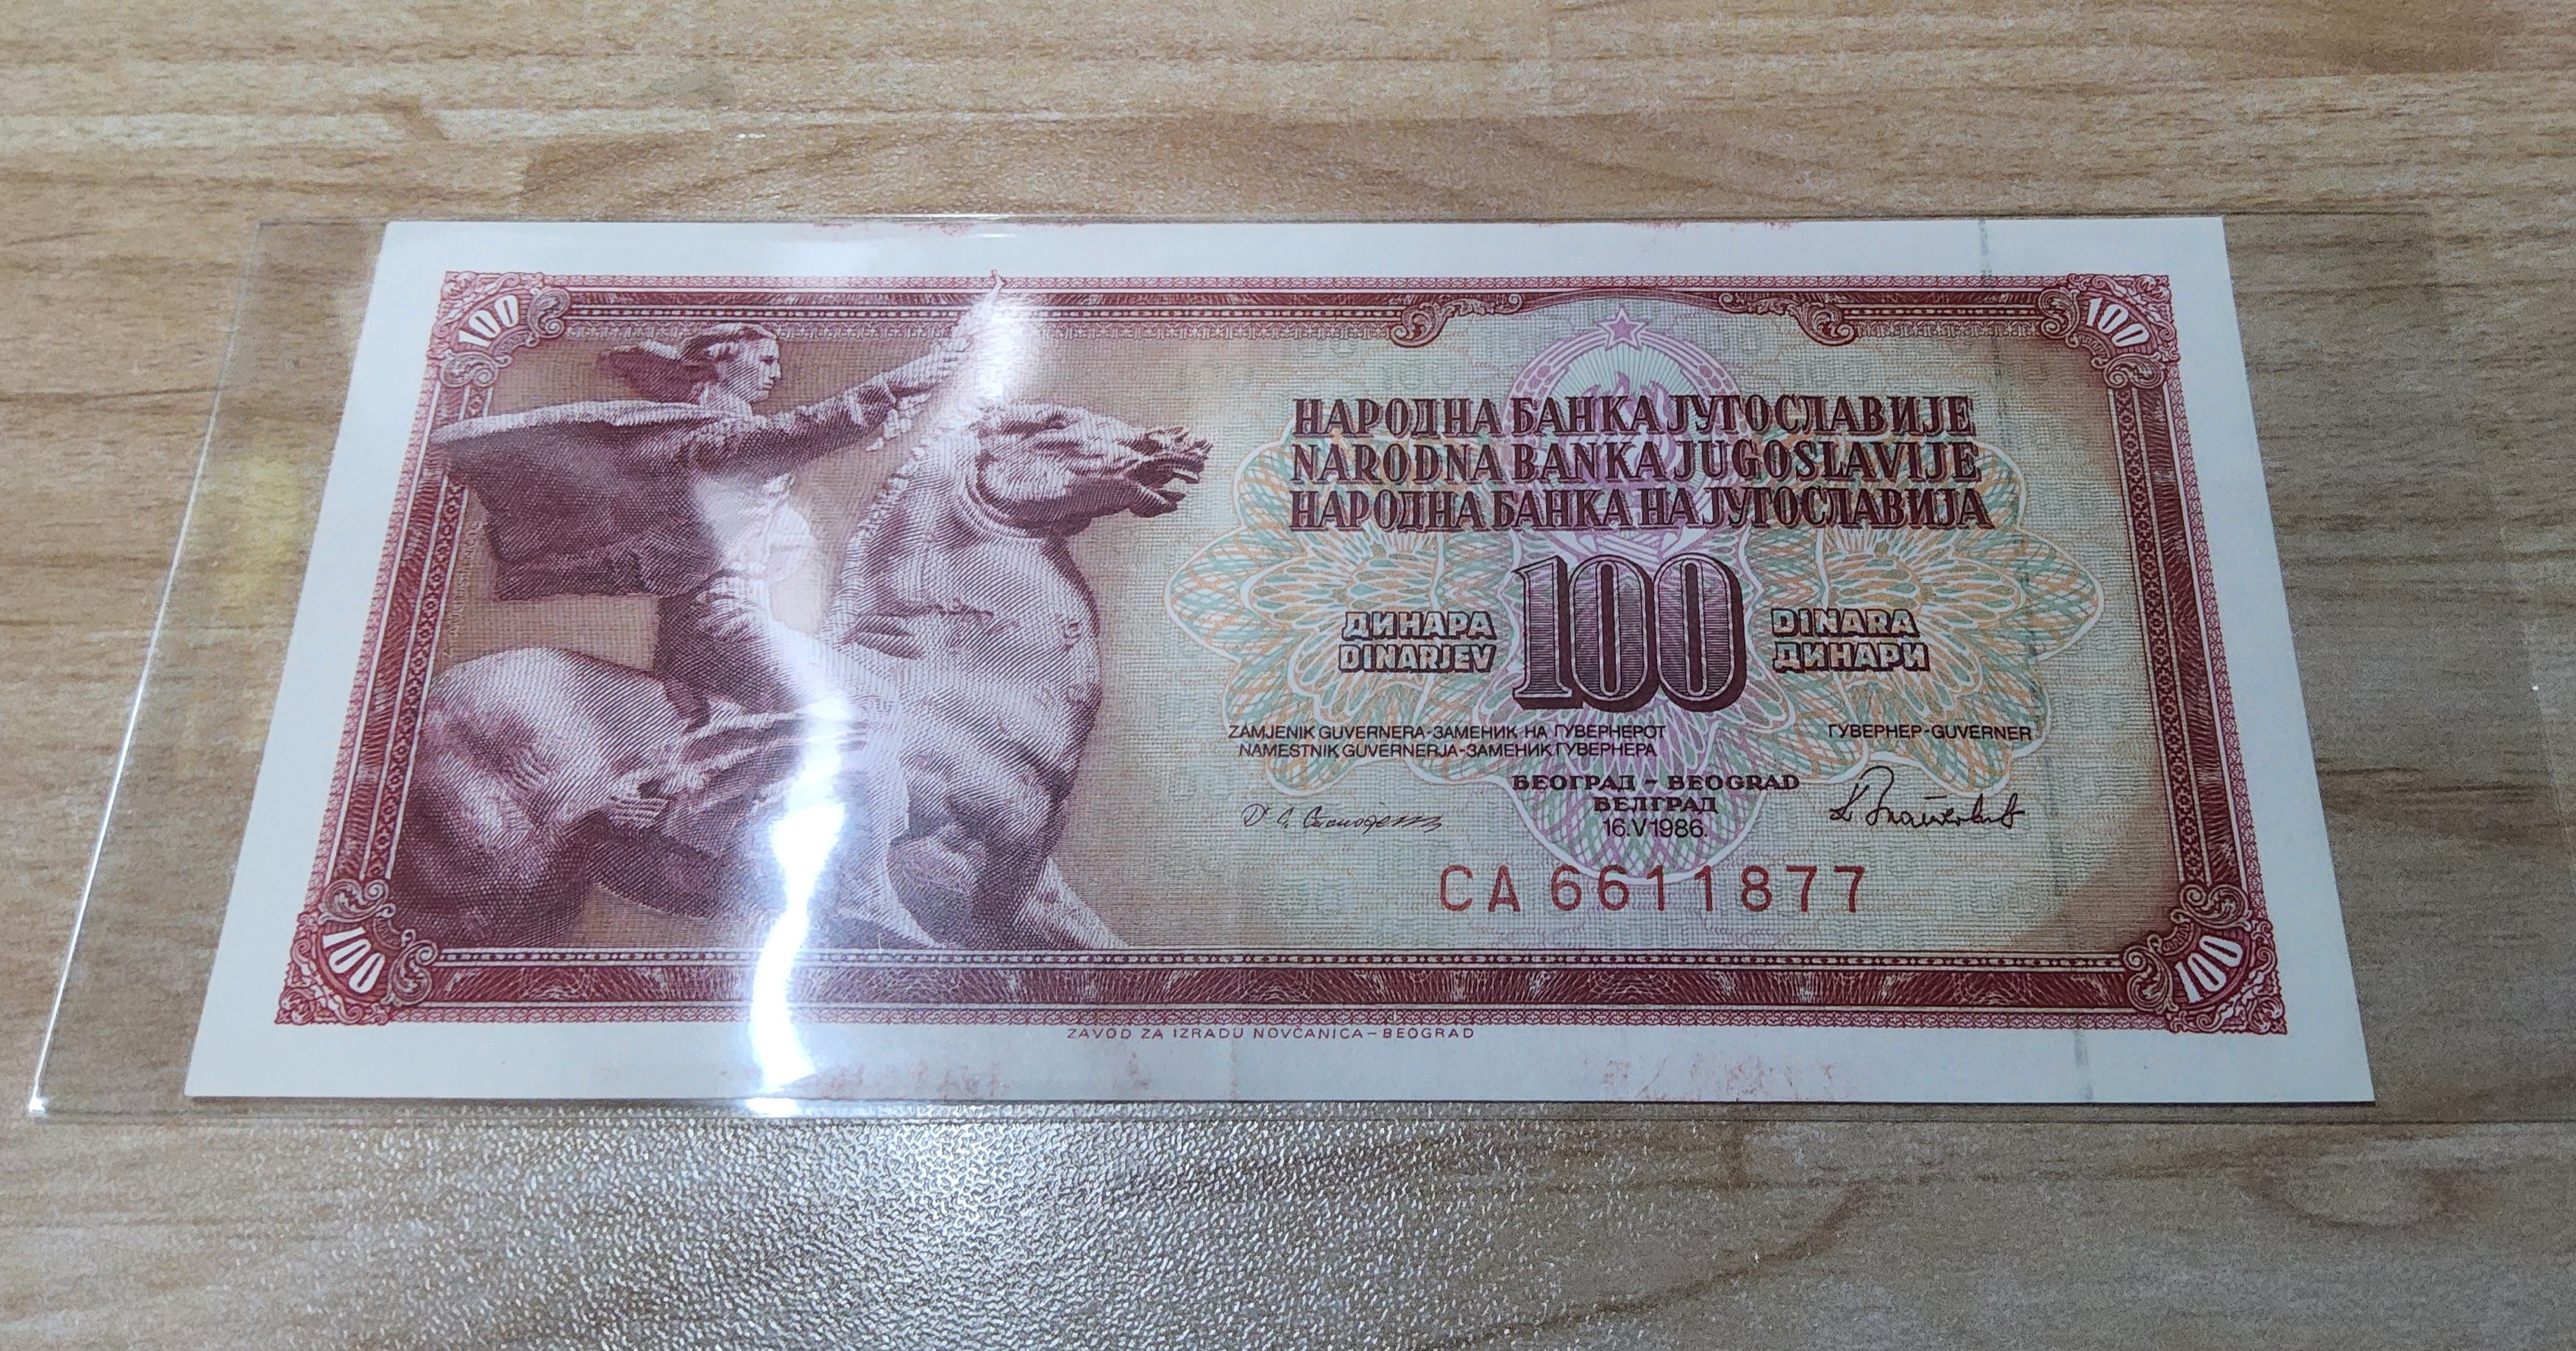 100
100
НАРОДНА БАНКА ЈУГОСЛАВИЈЕ
NARODNA BANKA JUGOSLAVIJE
НАРОДНА БАНКА НА ЈУГОСЛАВИЈА
ДИНАРА 100 DINARA
DINARJEV ДИНАРИ
ZAMJENIK GUVERNERA-ЗАМЕНИК НА ГУВЕРНЕРОТ ГУВЕРНЕР-GUVERNER
NAMESTNIK GUVERNERJA-ЗАМЕНИК ГУВЕРНЕРА
БЕОГРАД - BEOGRAD
БЕЛГРАД
16.V1986.
CA 6611877
100
100
ZAVOD ZA IZRADU NOVČANICA-BEOGRAD